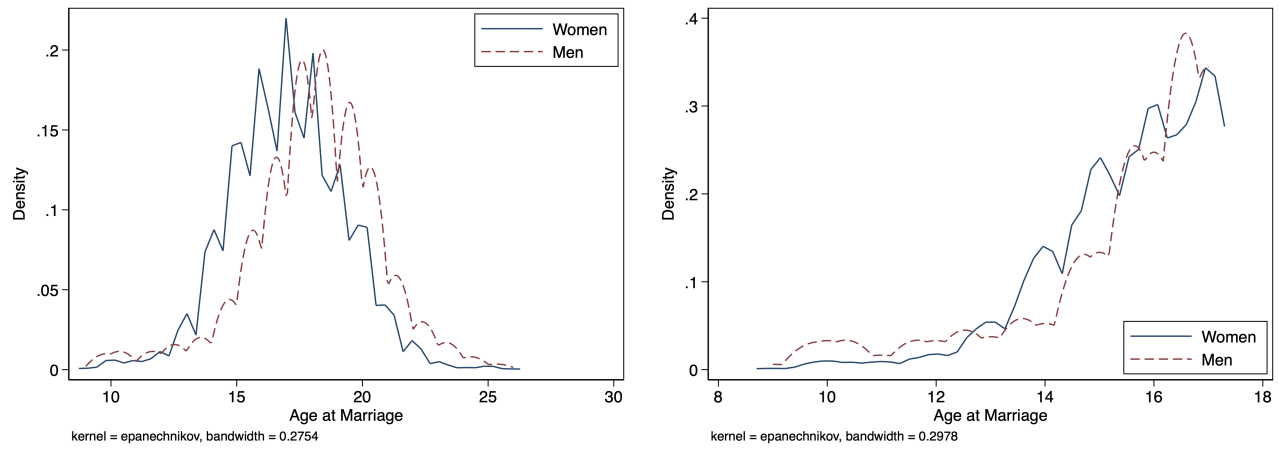 Women
Men
Density
.2
.15
.1
.05
0
10
15
20
25
30
Age at Marriage
kernel = epanechnikov, bandwidth = 0.2754
Density
.4
.3
.2
.1
0
Women
Men
8
10
12
14
16
18
Age at Marriage
kernel = epanechnikov, bandwidth = 0.2978